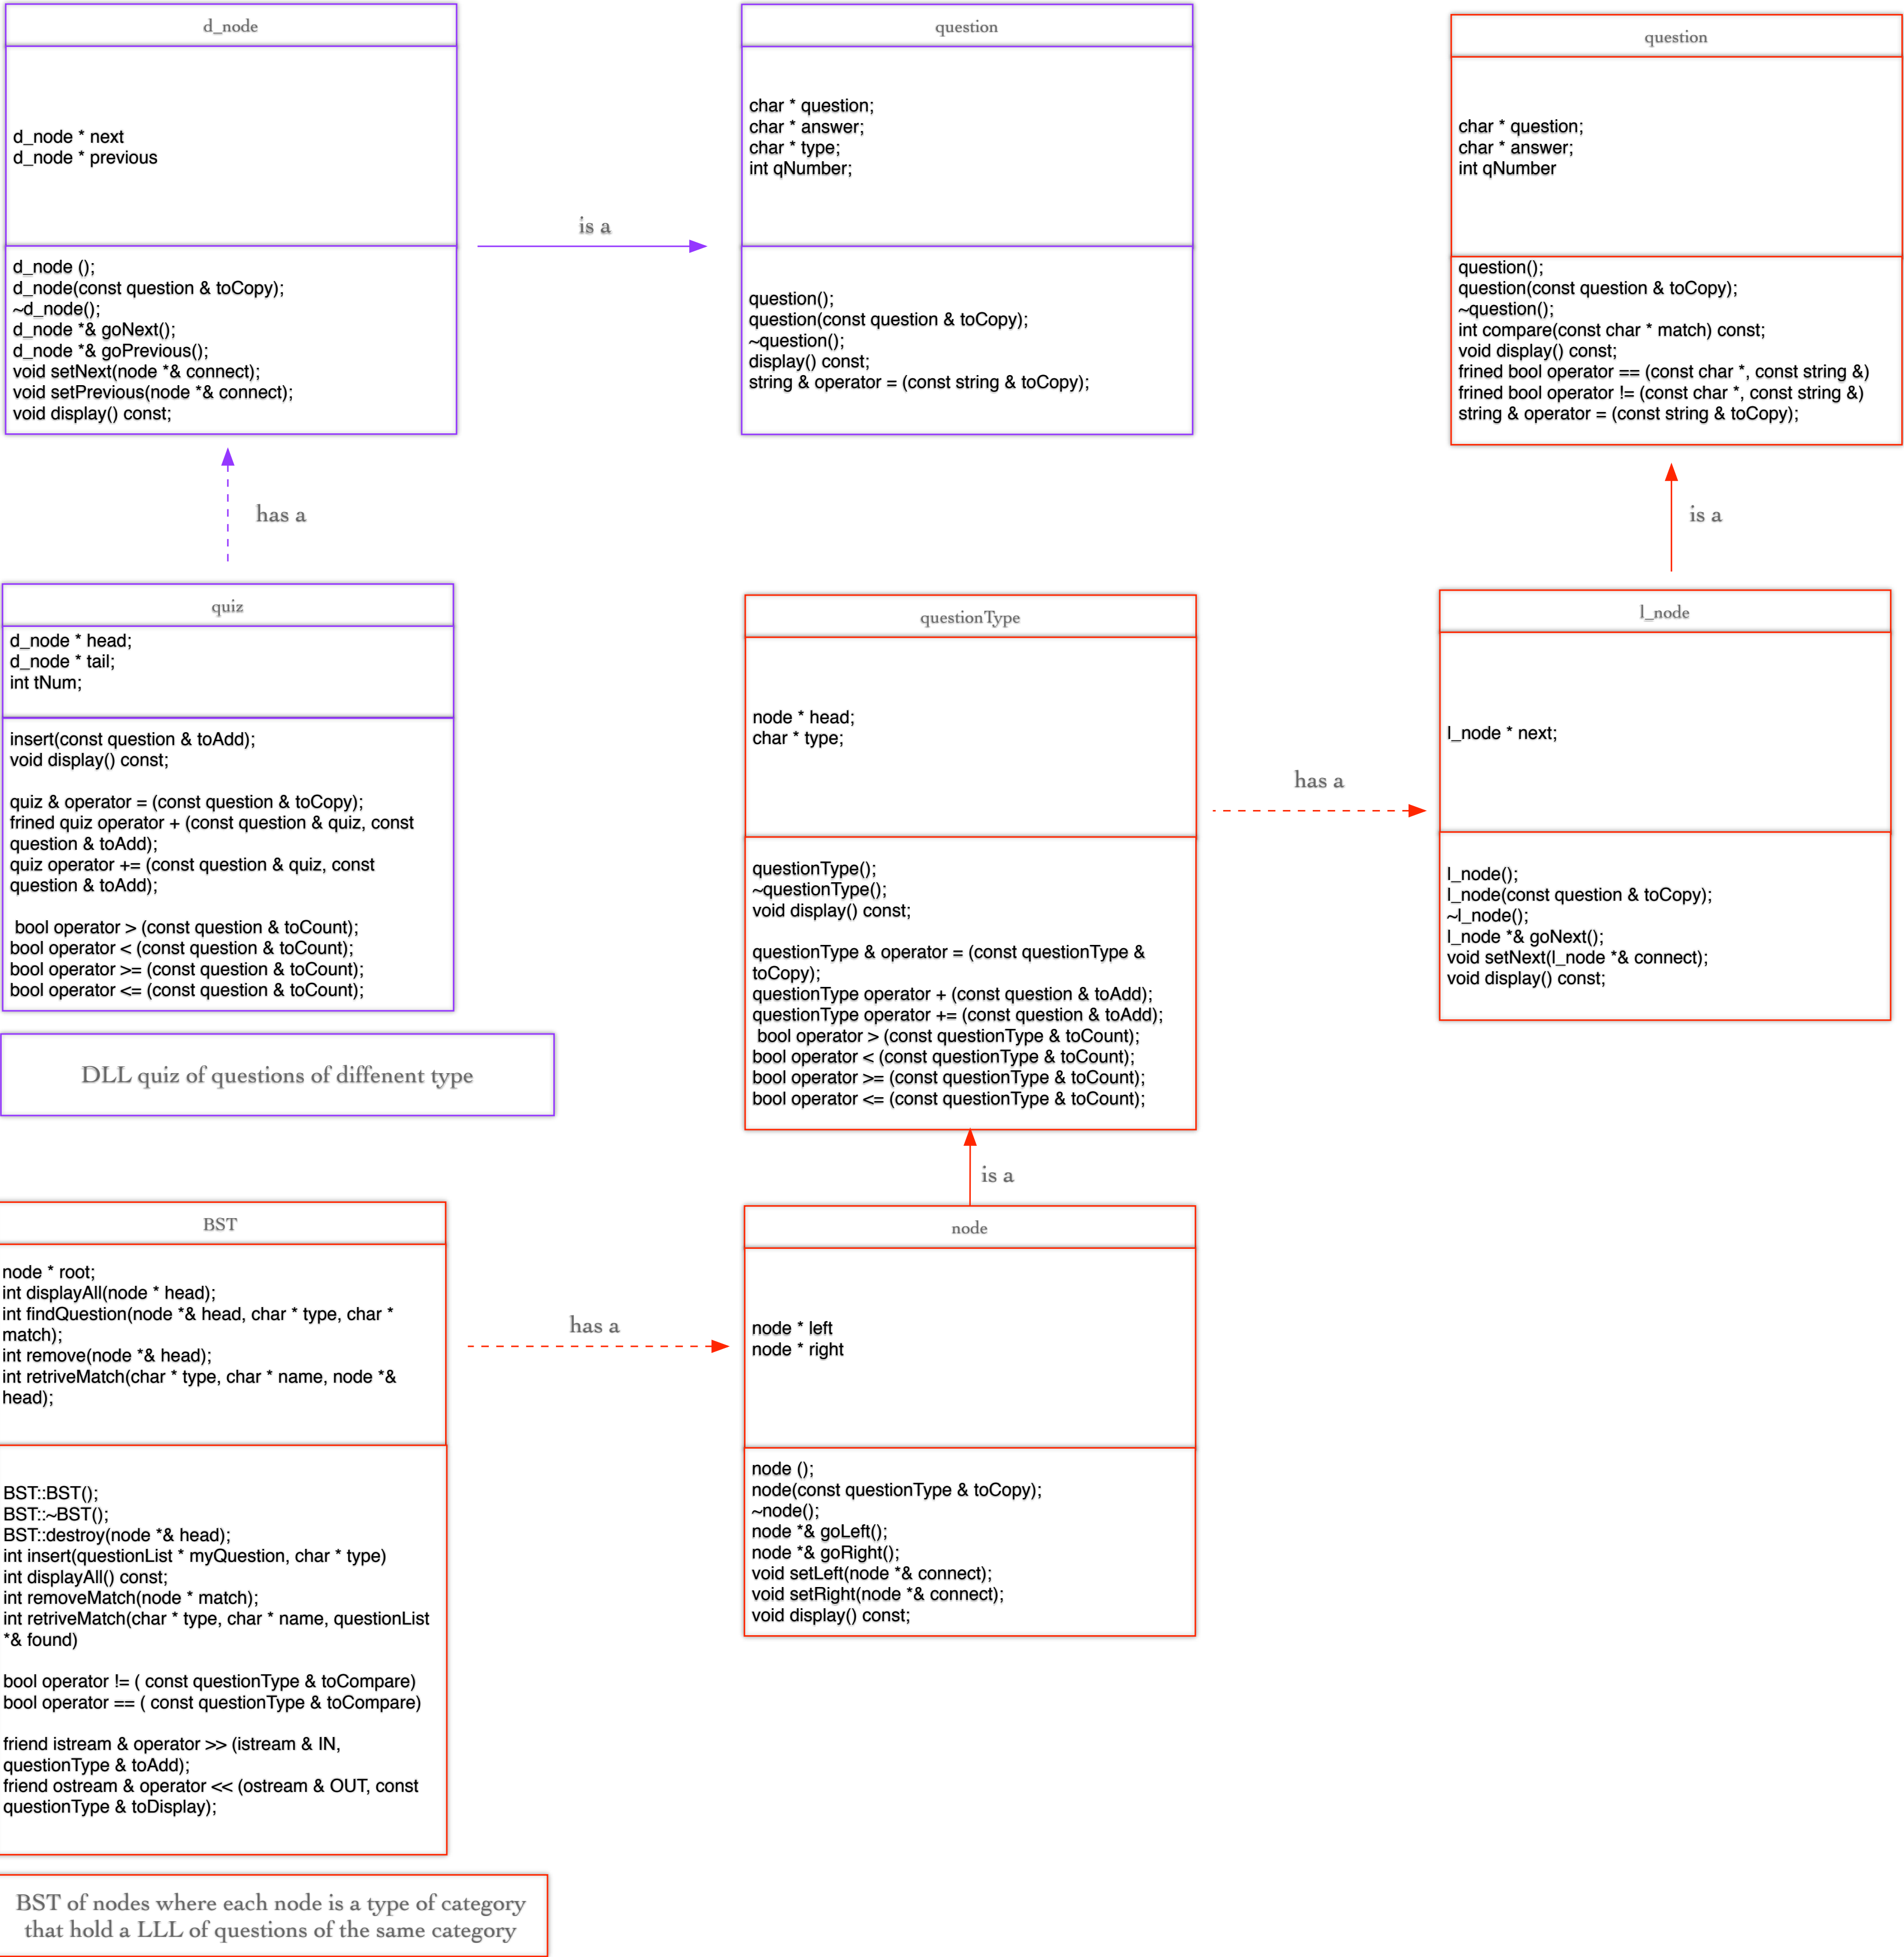 d_node
d_node * next
d_node * previous
d_node ();
d_node(const question & toCopy);
~d_node();
d_node *& goNext();
d_node *& goPrevious();
void setNext(node *& connect);
void setPrevious(node *& connect);
void display() const;
is a
question
char * question;
char * answer;
char * type;
int qNumber;
question();
question(const question & toCopy);
~question();
display() const;
string & operator = (const string & toCopy);
question
char * question;
char * answer;
int qNumber
question();
question(const question & toCopy);
~question();
int compare(const char * match) const;
void display() const;
frined bool operator == (const char *, const string &)
frined bool operator != (const char *, const string &)
string & operator = (const string & toCopy);
has a
is a
quiz
d_node * head;
d_node * tail;
int tNum;
insert(const question & toAdd);
void display() const;
quiz & operator = (const question & toCopy);
frined quiz operator + (const question & quiz, const
question & toAdd);
quiz operator += (const question & quiz, const
question & toAdd);
bool operator > (const question & toCount);
bool operator < (const question & toCount);
bool operator >= (const question & toCount);
bool operator <= (const question & toCount);
DLL quiz of questions of diffenent type
questionType
node * head;
char * type;
questionType();
~questionType();
void display() const;
questionType & operator = (const questionType &
toCopy);
questionType operator + (const question & toAdd);
questionType operator += (const question & toAdd);
bool operator > (const questionType & toCount);
bool operator < (const questionType & toCount);
bool operator >= (const questionType & toCount);
bool operator <= (const questionType & toCount);
has a
l_node
l_node * next;
l_node();
l_node(const question & toCopy);
~l_node();
l_node *& goNext();
void setNext(l_node *& connect);
void display() const;
is a
BST
node * root;
int displayAll(node * head);
int findQuestion(node *& head, char * type, char *
match);
int remove(node *& head);
int retriveMatch(char * type, char * name, node *&
head);
BST::BST();
BST::~BST();
BST::destroy(node *& head);
int insert(questionList * myQuestion, char * type)
int displayAll() const;
int removeMatch(node * match);
int retriveMatch(char * type, char * name, questionList
*& found)
bool operator != ( const questionType & toCompare)
bool operator == ( const questionType & toCompare)
friend istream & operator >> (istream & IN,
questionType & toAdd);
friend ostream & operator << (ostream & OUT, const
questionType & toDisplay);
has a
node
node * left
node * right
node ();
node(const questionType & toCopy);
~node();
node *& goLeft();
node *& goRight();
void setLeft(node *& connect);
void setRight(node *& connect);
void display() const;
BST of nodes where each node is a type of category
that hold a LLL of questions of the same category